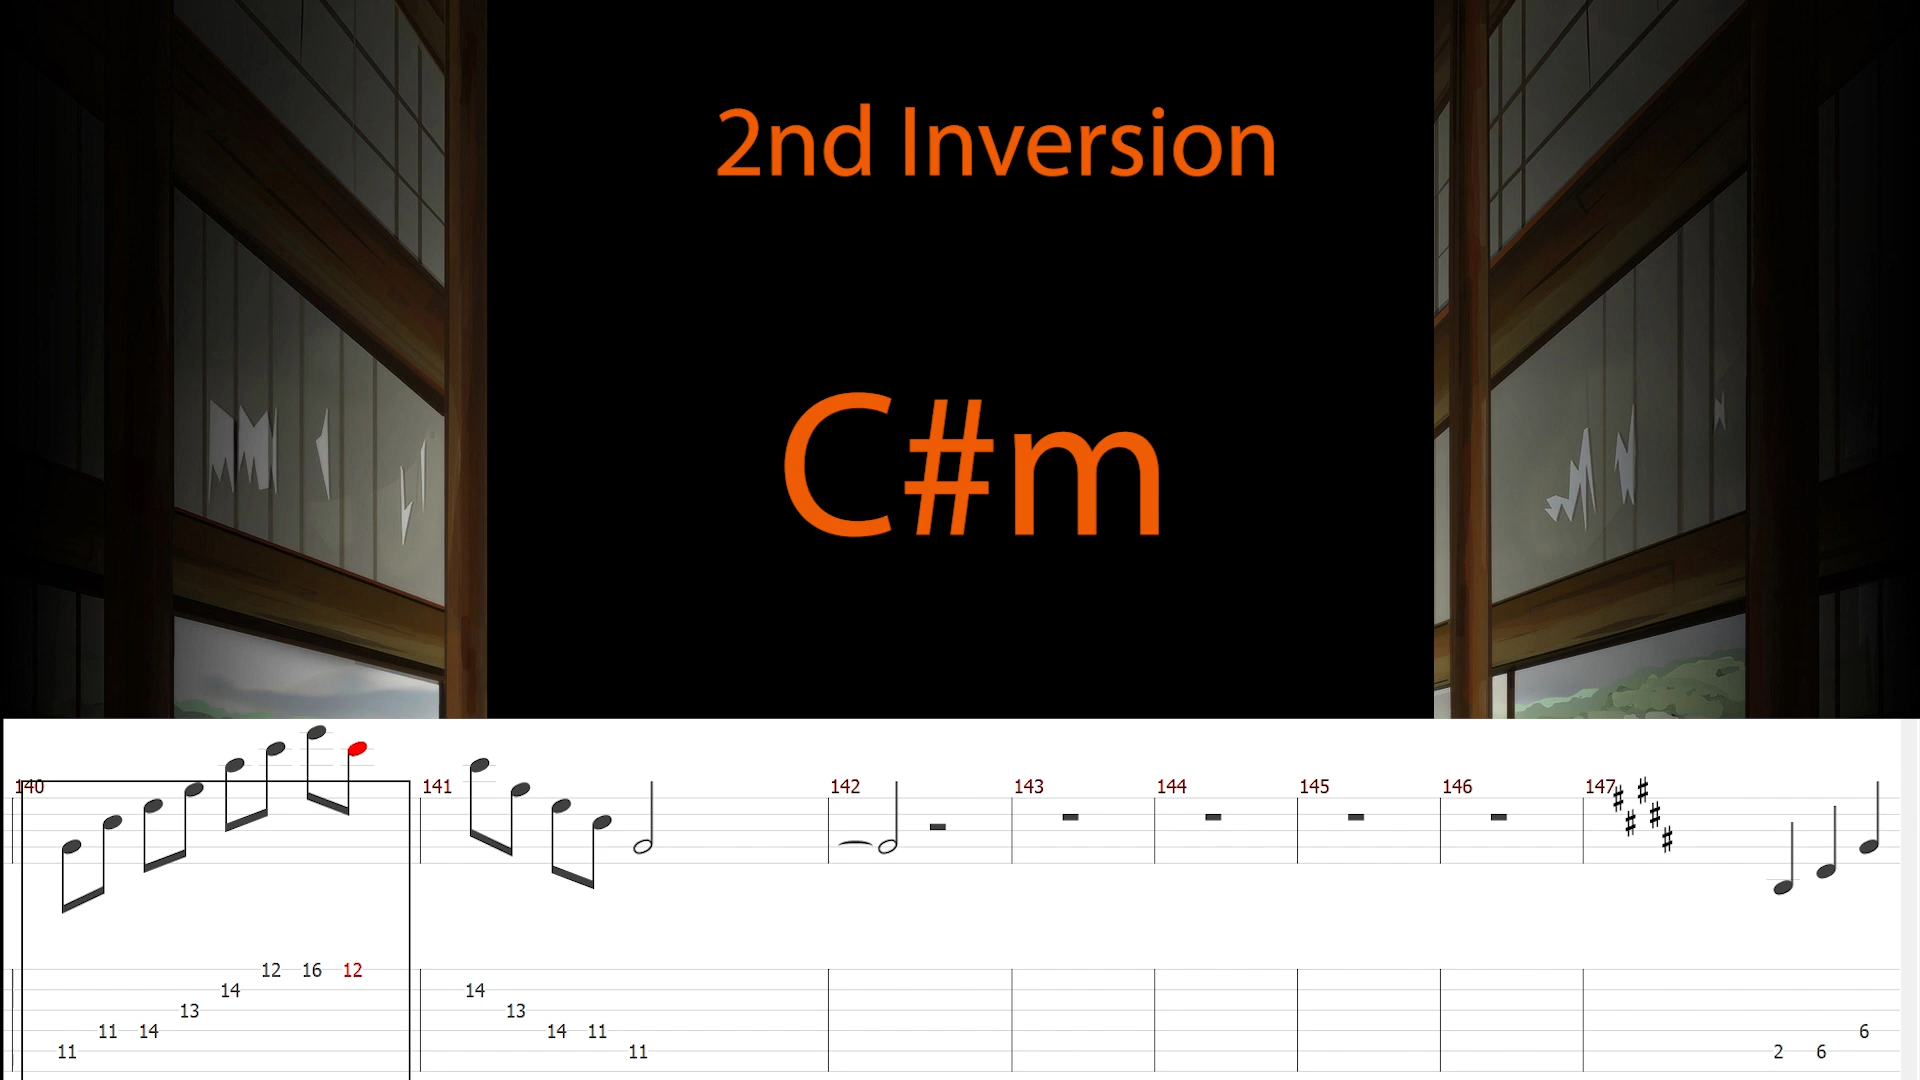 2nd Inversion
C#m
140 141 142 143 144 145 146 147
12 16 12
14 14
13 13
11 14 14 11 6
11 11 2 6